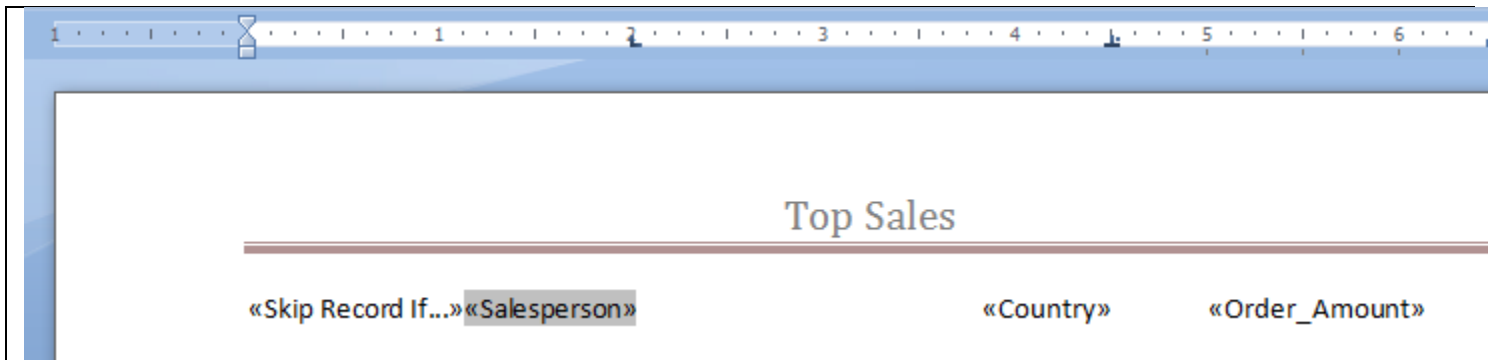 1 1 2 3 4 5 6
Top Sales
«Skip Record If...»«Salesperson» «Country» «Order_Amount»